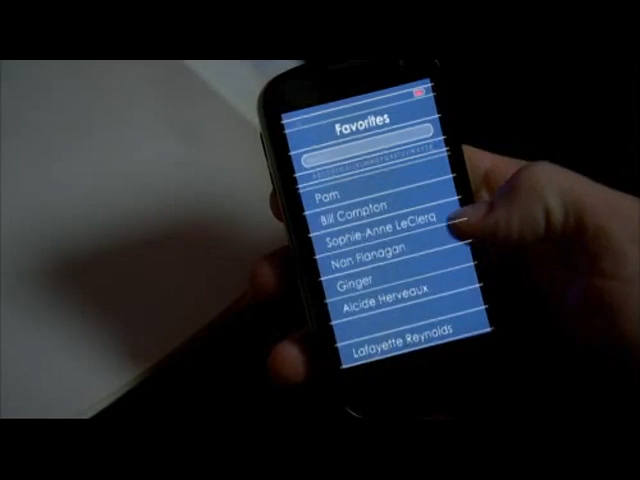 Favorites
Pam
Bill Compton
Sophie-Anne LeClerq
Nan Flanagan
Ginger
Alcide Herveaux
Lafayette Reynolds